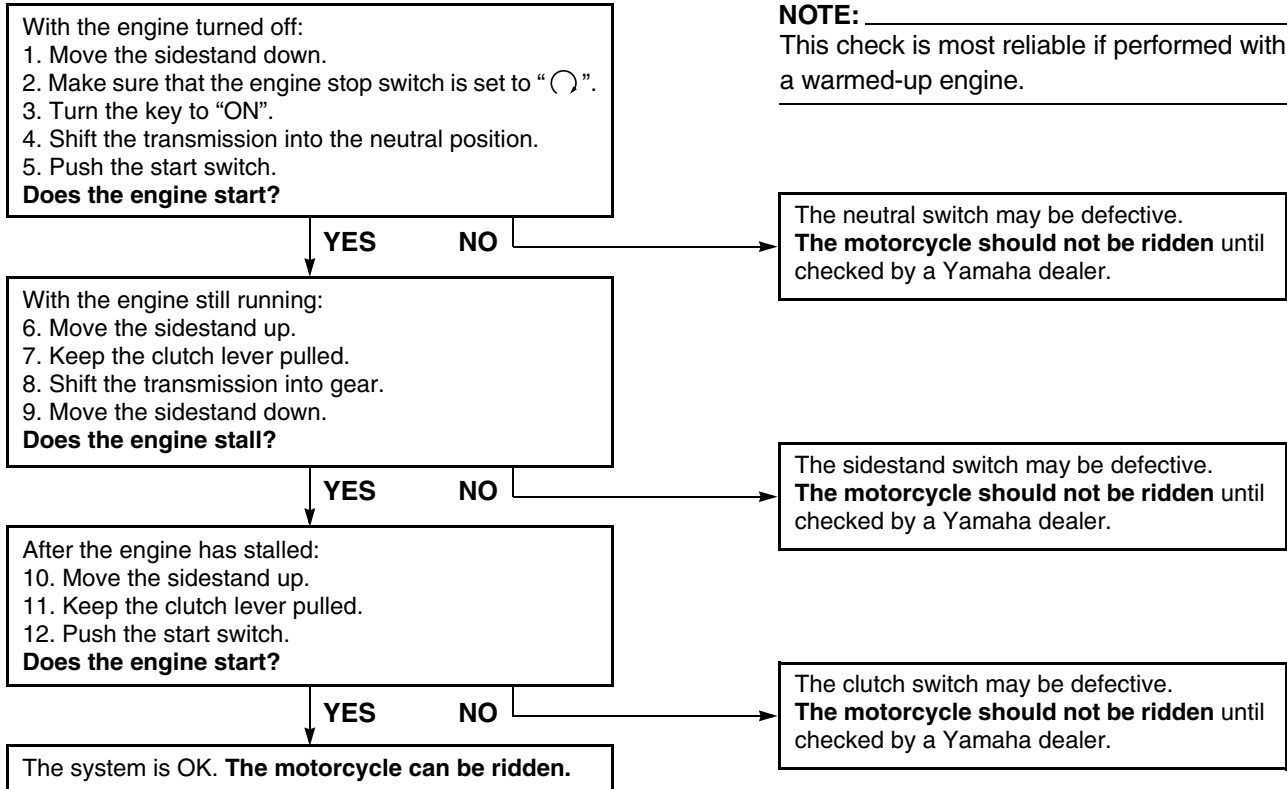 With the engine turned off:
1. Move the sidestand down.
2. Make sure that the engine stop switch is set to “ ”.
3. Turn the key to “ON”.
4. Shift the transmission into the neutral position.
5. Push the start switch.
Does the engine start?
NOTE:
This check is most reliable if performed with
a warmed-up engine.
YES NO
The neutral switch may be defective.
The motorcycle should not be ridden until
checked by a Yamaha dealer.
With the engine still running:
6. Move the sidestand up.
7. Keep the clutch lever pulled.
8. Shift the transmission into gear.
9. Move the sidestand down.
Does the engine stall?
YES NO
The sidestand switch may be defective.
The motorcycle should not be ridden until
checked by a Yamaha dealer.
After the engine has stalled:
10. Move the sidestand up.
11. Keep the clutch lever pulled.
12. Push the start switch.
Does the engine start?
YES NO
The clutch switch may be defective.
The motorcycle should not be ridden until
checked by a Yamaha dealer.
The system is OK. The motorcycle can be ridden.